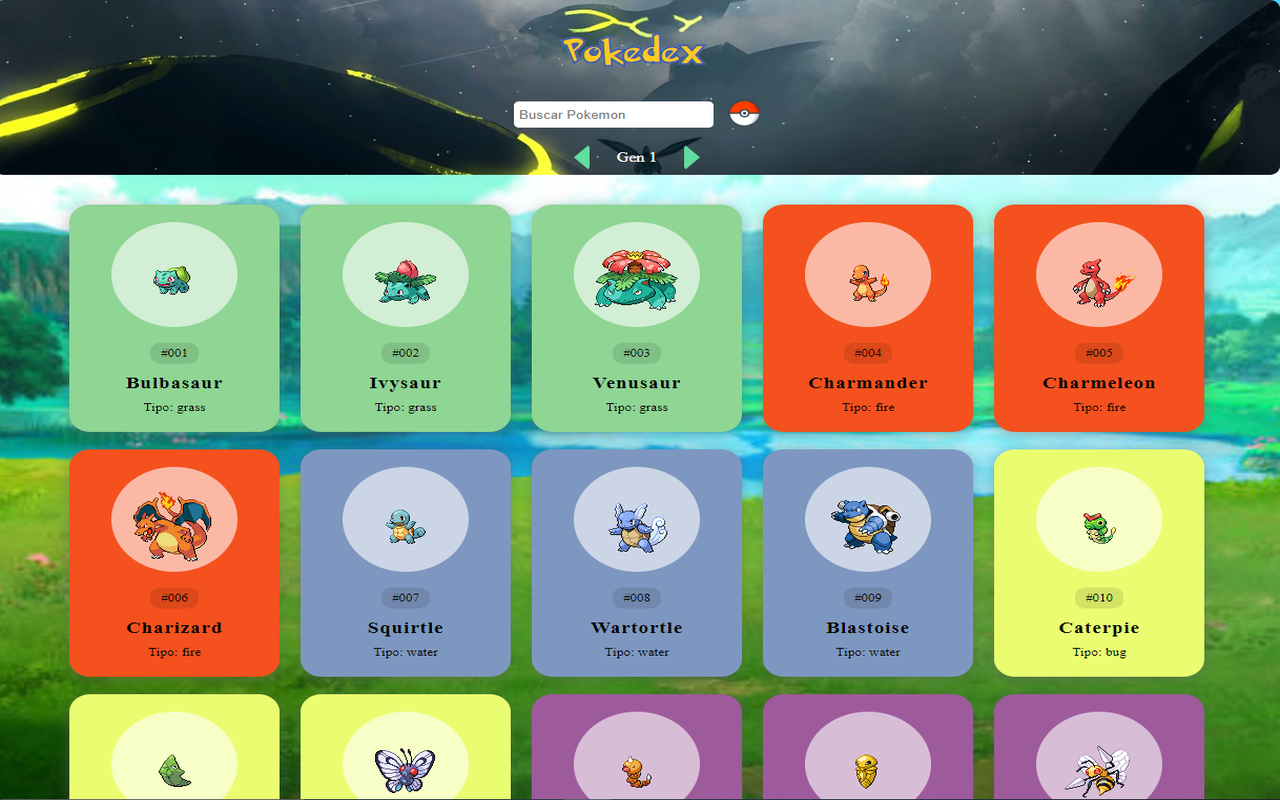 Pokedex
Buscar Pokemon
Gen 1
#001
Bulbasaur
Tipo: grass
#002
Ivysaur
Tipo: grass
#003
Venusaur
Tipo: grass
#004
Charmander
Tipo: fire
#005
Charmeleon
Tipo: fire
#006
Charizard
Tipo: fire
#007
Squirtle
Tipo: water
#008
Wartortle
Tipo: water
#009
Blastoise
Tipo: water
#010
Caterpie
Tipo: bug